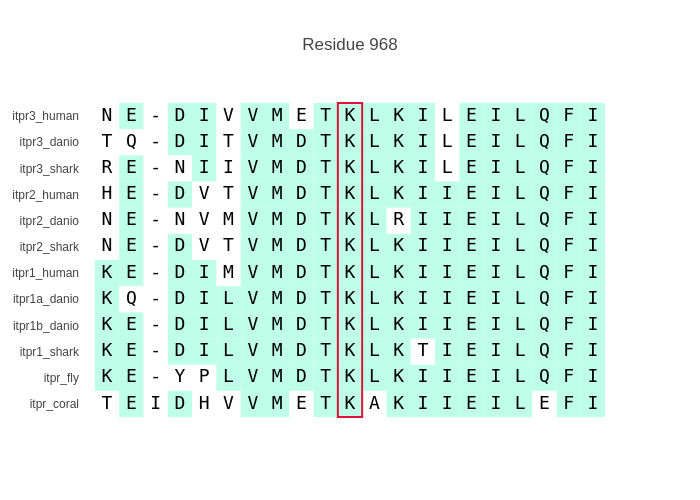 Residue 968
itpr3_human N E - D I V V M E T K L K I L E I L Q F I
itpr3_danio T Q - D I T V M D T K L K I L E I L Q F I
itpr3_shark R E - N I I V M D T K L K I L E I L Q F I
itpr2_human H E - D V T V M D T K L K I I E I L Q F I
itpr2_danio N E - N V M V M D T K L R I I E I L Q F I
itpr2_shark N E - D V T V M D T K L K I I E I L Q F I
itpr1_human K E - D I M V M D T K L K I I E I L Q F I
itpr1a_danio K Q - D I L V M D T K L K I I E I L Q F I
itpr1b_danio K E - D I L V M D T K L K I I E I L Q F I
itpr1_shark K E - D I L V M D T K L K T I E I L Q F I
itpr_fly K E - Y P L V M D T K L K I I E I L Q F I
itpr_coral T E I D H V V M E T K A K I I E I L E F I